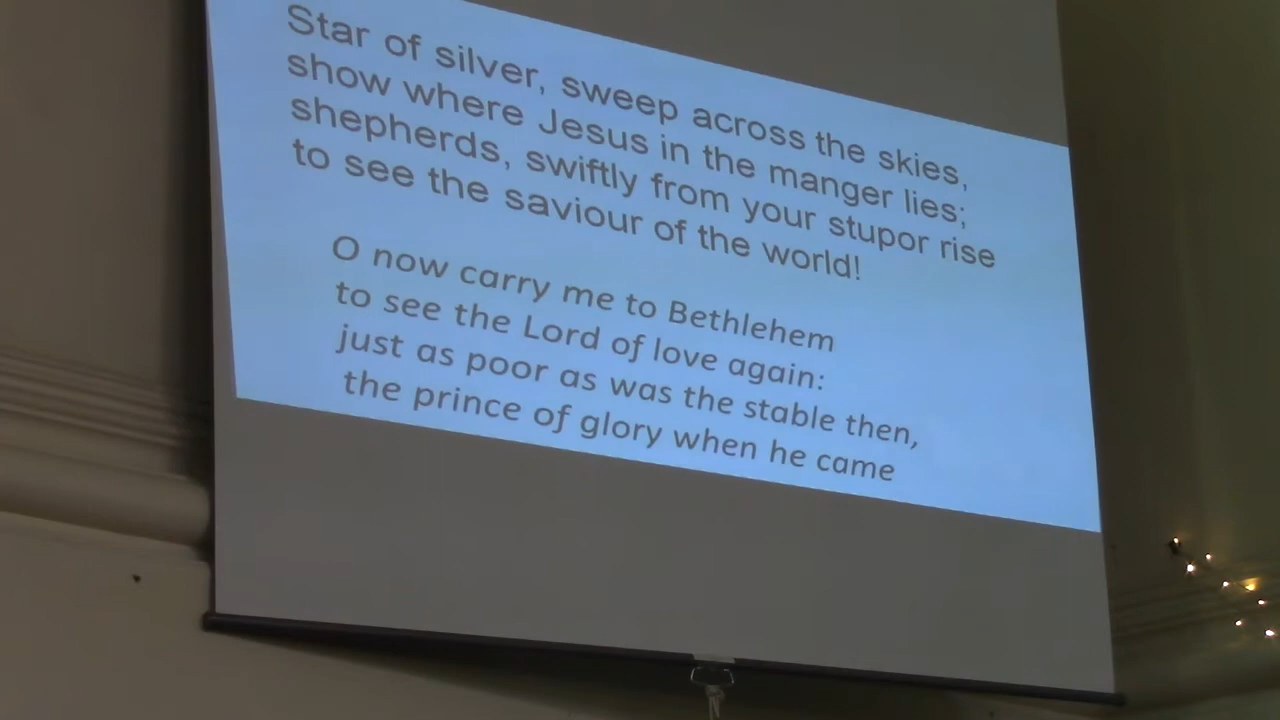 Star of silver, sweep across the skies,
show where Jesus in the manger lies;
shepherds, swiftly from your stupor rise
to see the saviour of the world!
O now carry me to Bethlehem
to see the Lord of love again:
just as poor as was the stable then,
the prince of glory when he came